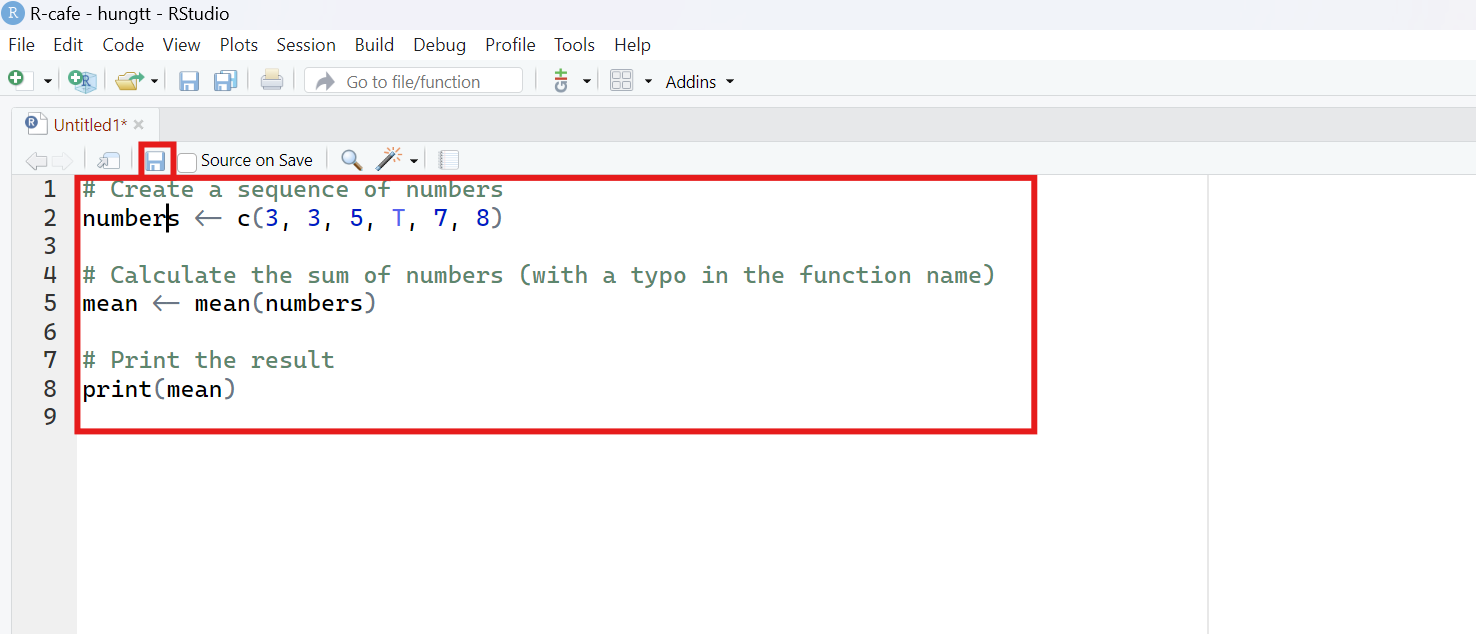 R R-cafe - hungtt - RStudio
File Edit Code View Plots Session Build Debug Profile Tools Help
R Go to file/function G Addins
R Untitled1*
Source on Save
1 # Create a sequence of numbers
2 numbers <- c(3, 3, 5, T, 7, 8)
3
4 # Calculate the sum of numbers (with a typo in the function name)
5 mean <- mean(numbers)
6
7 # Print the result
8 print(mean)
9